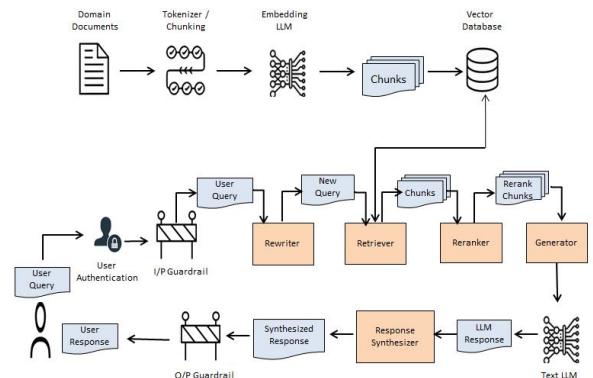 Domain
Documents
Tokenizer /
Chunking
Embedding
LLM
Vector
Database
Chunks
User
Query
New
Query
Chunks
Rerank
Chunks
Rewriter
Retriever
Reranker
Generator
User
Authentication
I/P Guardrail
User
Query
User
Response
O/P Guardrail
Synthesized
Response
Response
Synthesizer
LLM
Response
Text LLM